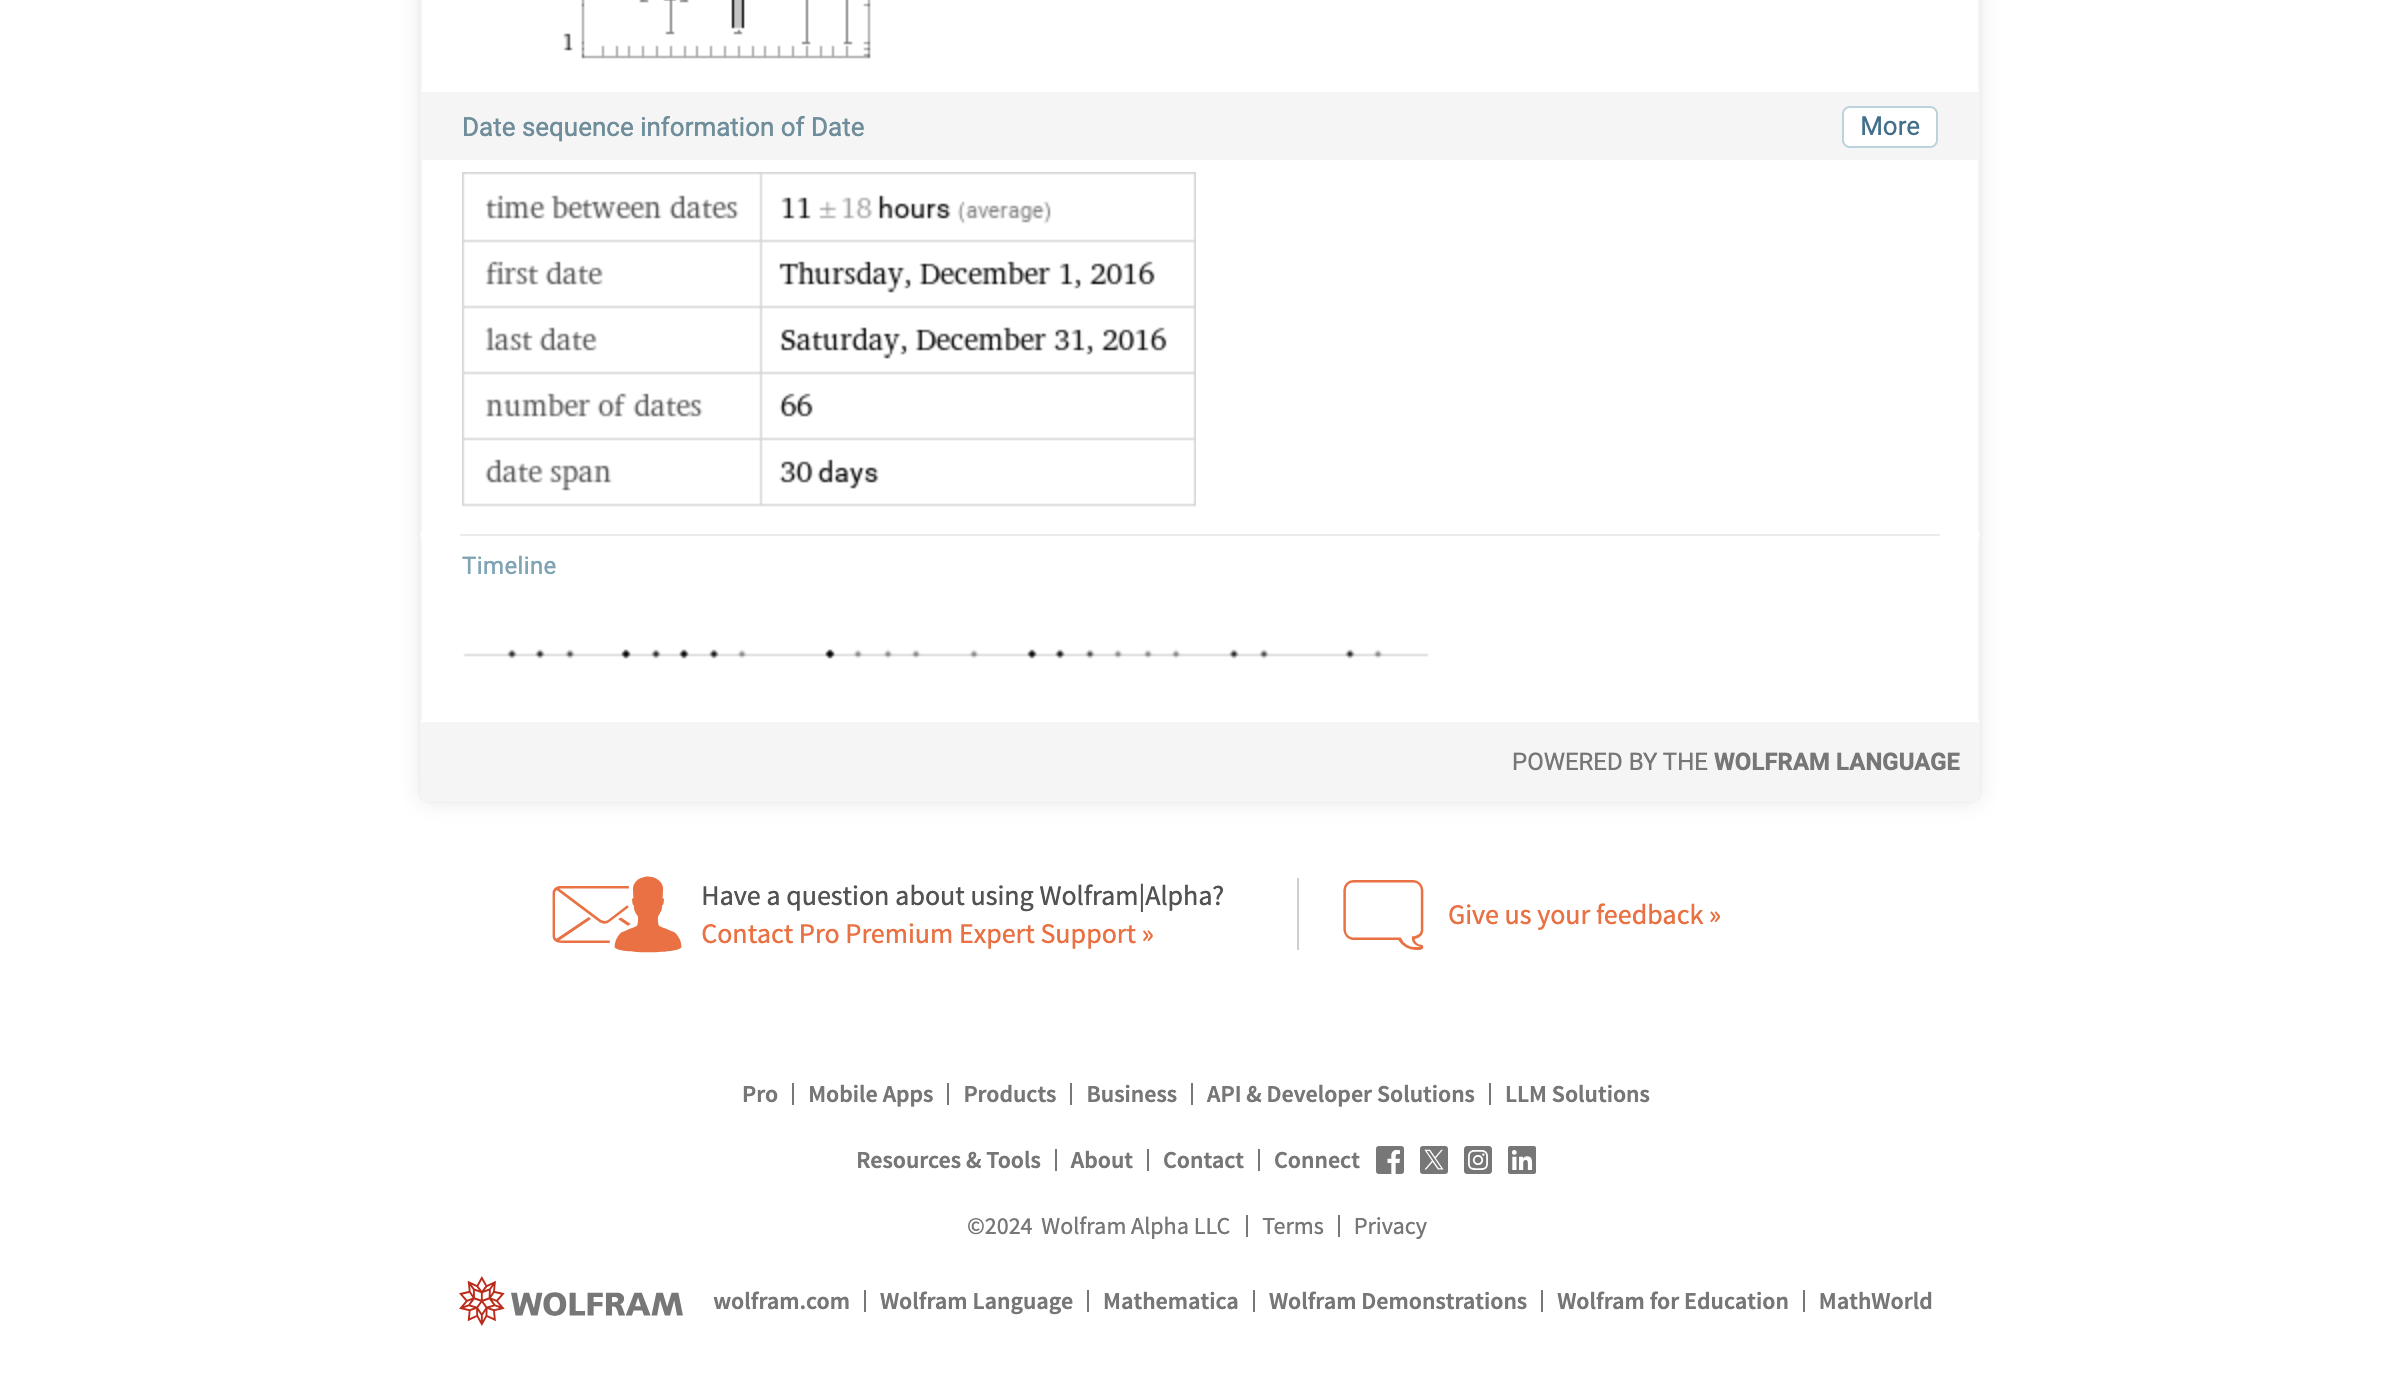 1
Date sequence information of Date
More
time between dates 11 ± 18 hours (average)
first date Thursday, December 1, 2016
last date Saturday, December 31, 2016
number of dates 66
date span 30 days
Timeline
POWERED BY THE WOLFRAM LANGUAGE
Have a question about using Wolfram|Alpha?
Contact Pro Premium Expert Support »
Give us your feedback »
Pro | Mobile Apps | Products | Business | API & Developer Solutions | LLM Solutions
Resources & Tools | About | Contact | Connect
©2024 Wolfram Alpha LLC | Terms | Privacy
WOLFRAM wolfram.com | Wolfram Language | Mathematica | Wolfram Demonstrations | Wolfram for Education | MathWorld